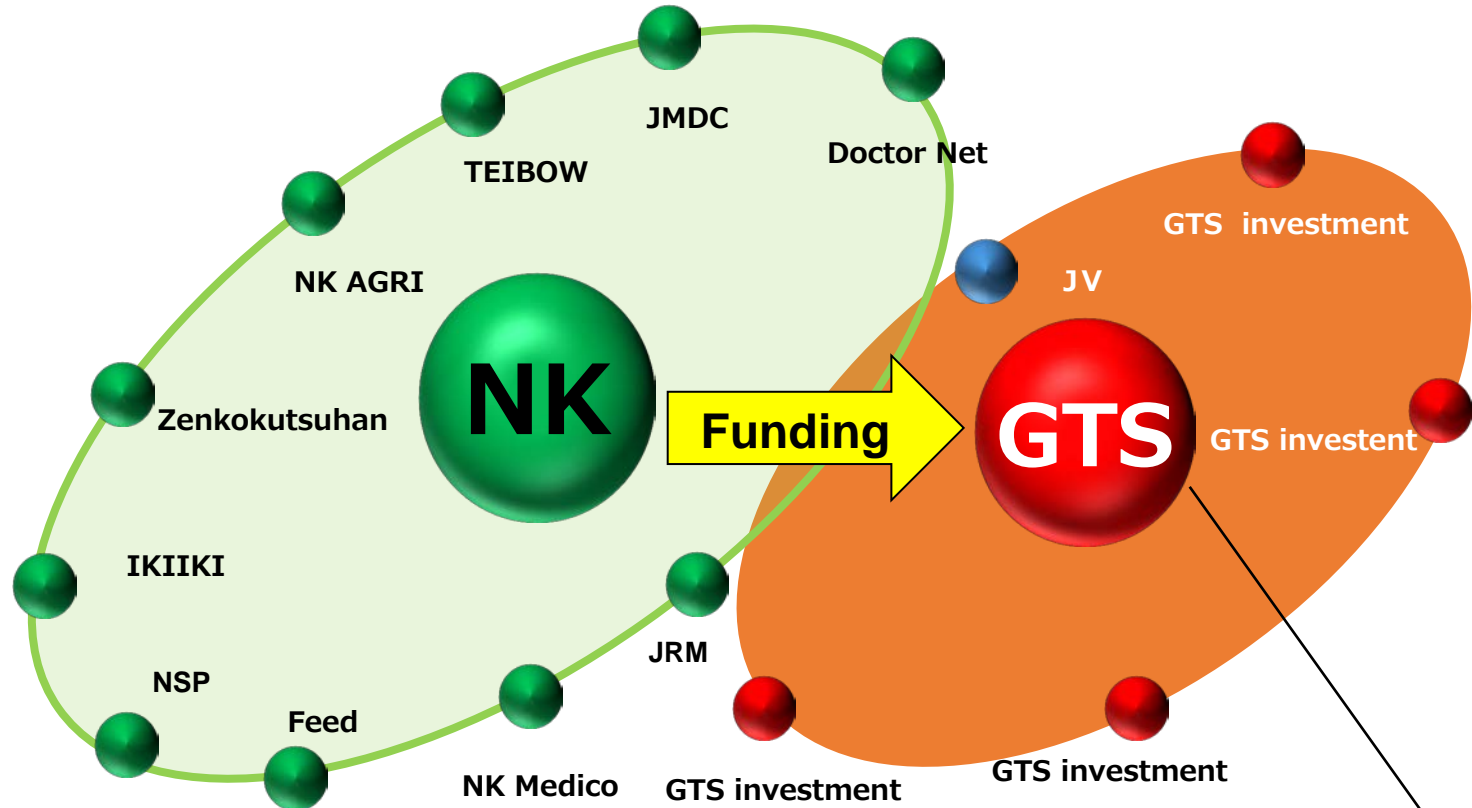 JMDC
Doctor Net
TEIBOW
GTS investment
NK AGRI
JV
NK
Funding
GTS
Zenkokutsuhan
GTS investent
IKIIKI
JRM
NSP
Feed
NK Medico
GTS investment
GTS investment